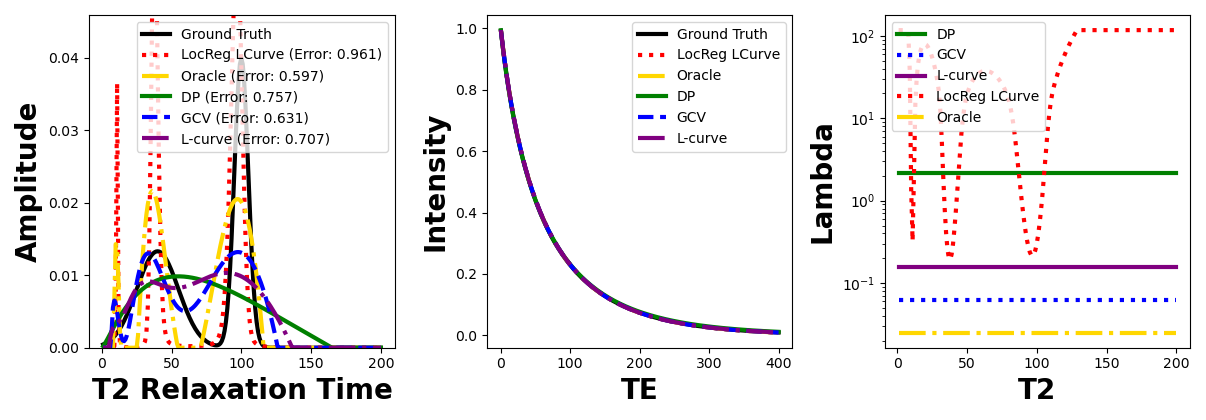 Amplitude
0.04
0.03
0.02
0.01
0.00
0
50
100
150
200
T2 Relaxation Time
Ground Truth
LocReg LCurve (Error: 0.961)
Oracle (Error: 0.597)
DP (Error: 0.757)
GCV (Error: 0.631)
L-curve (Error: 0.707)
Intensity
1.0
0.8
0.6
0.4
0.2
0.0
0
100
200
300
400
TE
Ground Truth
LocReg LCurve
Oracle
DP
GCV
L-curve
Lambda
10²
10¹
10⁰
10⁻¹
0
50
100
150
200
T2
DP
GCV
L-curve
LocReg LCurve
Oracle